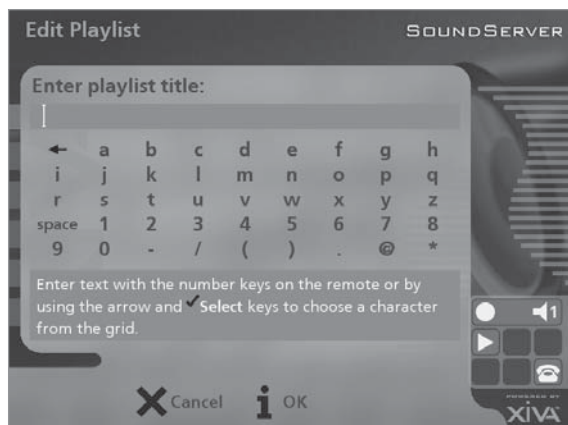 Edit Playlist
SOUNDSERVER
Enter playlist title:
← a b c d e f g h
i j k l m n o p q
r s t u v w x y z
space 1 2 3 4 5 6 7 8
9 0 - / ( ) . @ *
Enter text with the number keys on the remote or by
using the arrow and ✓Select keys to choose a character
from the grid.
1
Cancel
i OK
POWERED BY
XIVA